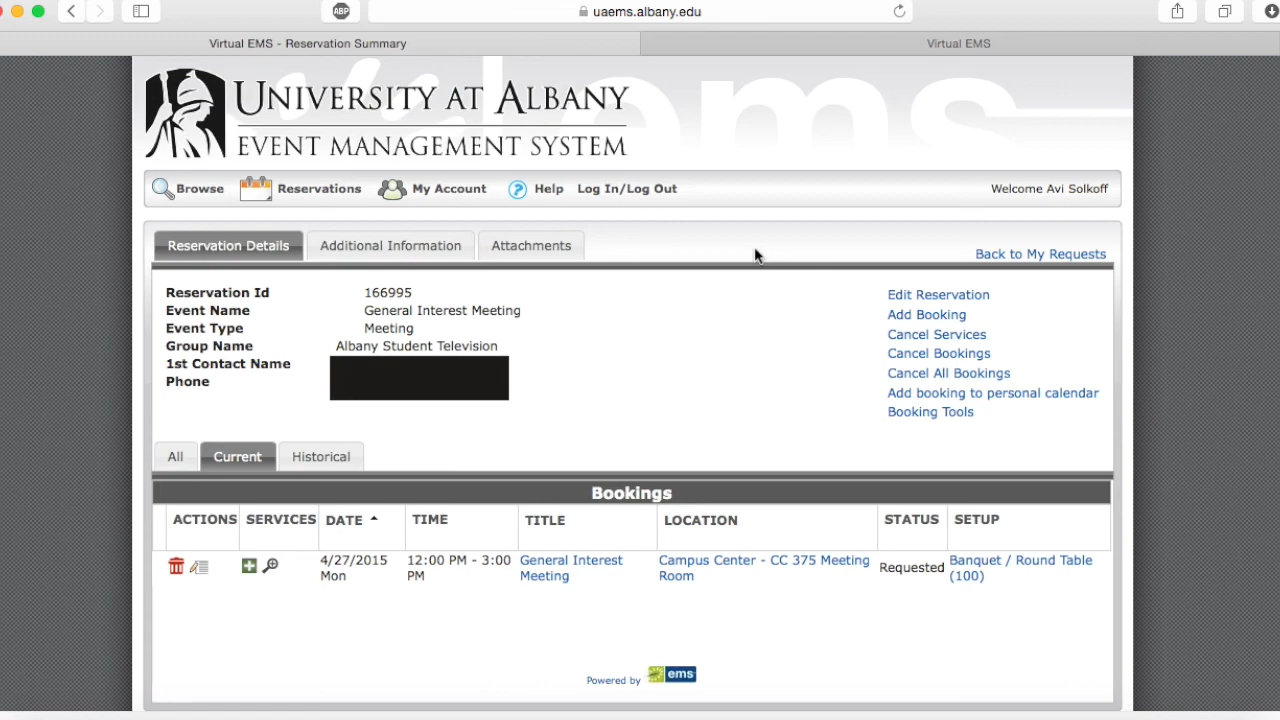 ABP
uaems.albany.edu
Virtual EMS - Reservation Summary
Virtual EMS
ems
UNIVERSITY AT ALBANY
EVENT MANAGEMENT SYSTEM
Browse Reservations My Account ? Help Log In/Log Out Welcome Avi Solkoff
Reservation Details Additional Information Attachments
Back to My Requests
Reservation Id 166995
Event Name General Interest Meeting
Event Type Meeting
Group Name Albany Student Television
1st Contact Name
Phone
Edit Reservation
Add Booking
Cancel Services
Cancel Bookings
Cancel All Bookings
Add booking to personal calendar
Booking Tools
All Current Historical
Bookings
ACTIONS SERVICES DATE TIME TITLE LOCATION STATUS SETUP
4/27/2015 12:00 PM - 3:00 General Interest Campus Center - CC 375 Meeting Requested Banquet / Round Table
Mon PM Meeting Room (100)
Powered by ems